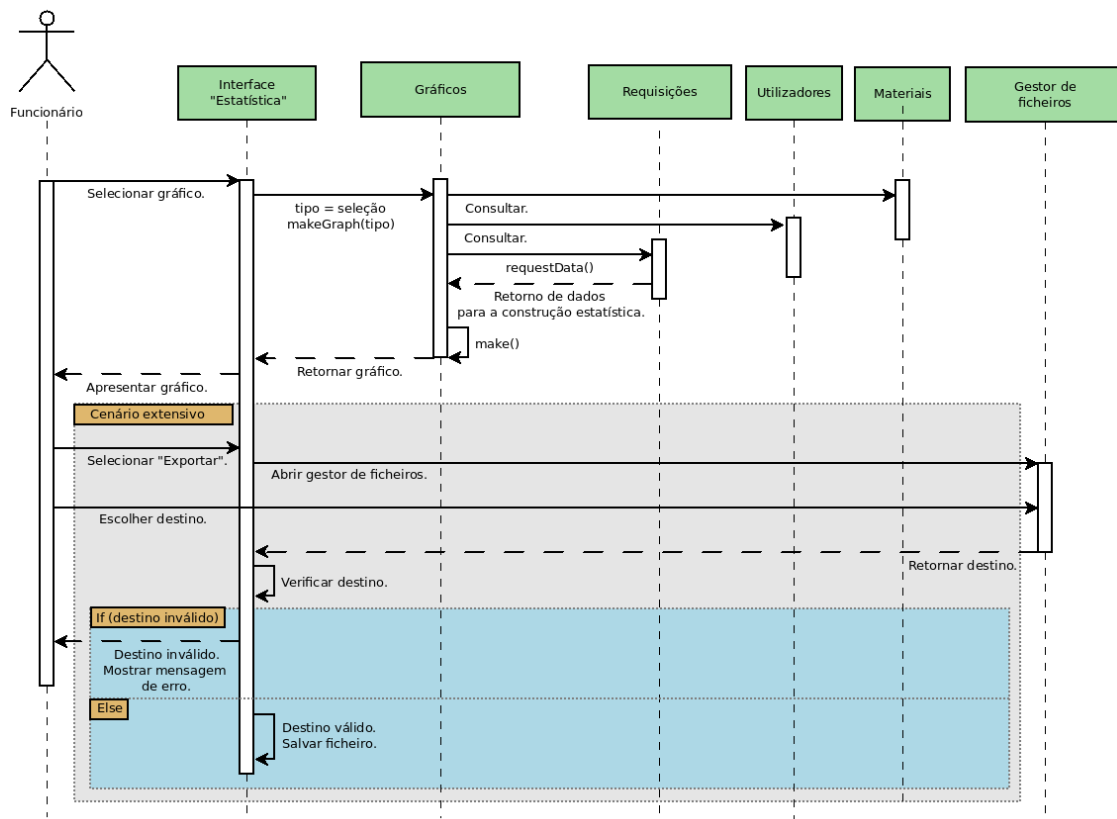 Funcionário
Interface
"Estatística"
Gráficos
Requisições
Utilizadores
Materiais
Gestor de
ficheiros
Selecionar gráfico.
tipo = seleção
makeGraph(tipo)
Consultar.
Consultar.
requestData()
Retorno de dados
para a construção estatística.
make()
Retornar gráfico.
Apresentar gráfico.
Cenário extensivo
Selecionar "Exportar".
Abrir gestor de ficheiros.
Escolher destino.
Retornar destino.
Verificar destino.
If (destino inválido)
Destino inválido.
Mostrar mensagem
de erro.
Else
Destino válido.
Salvar ficheiro.